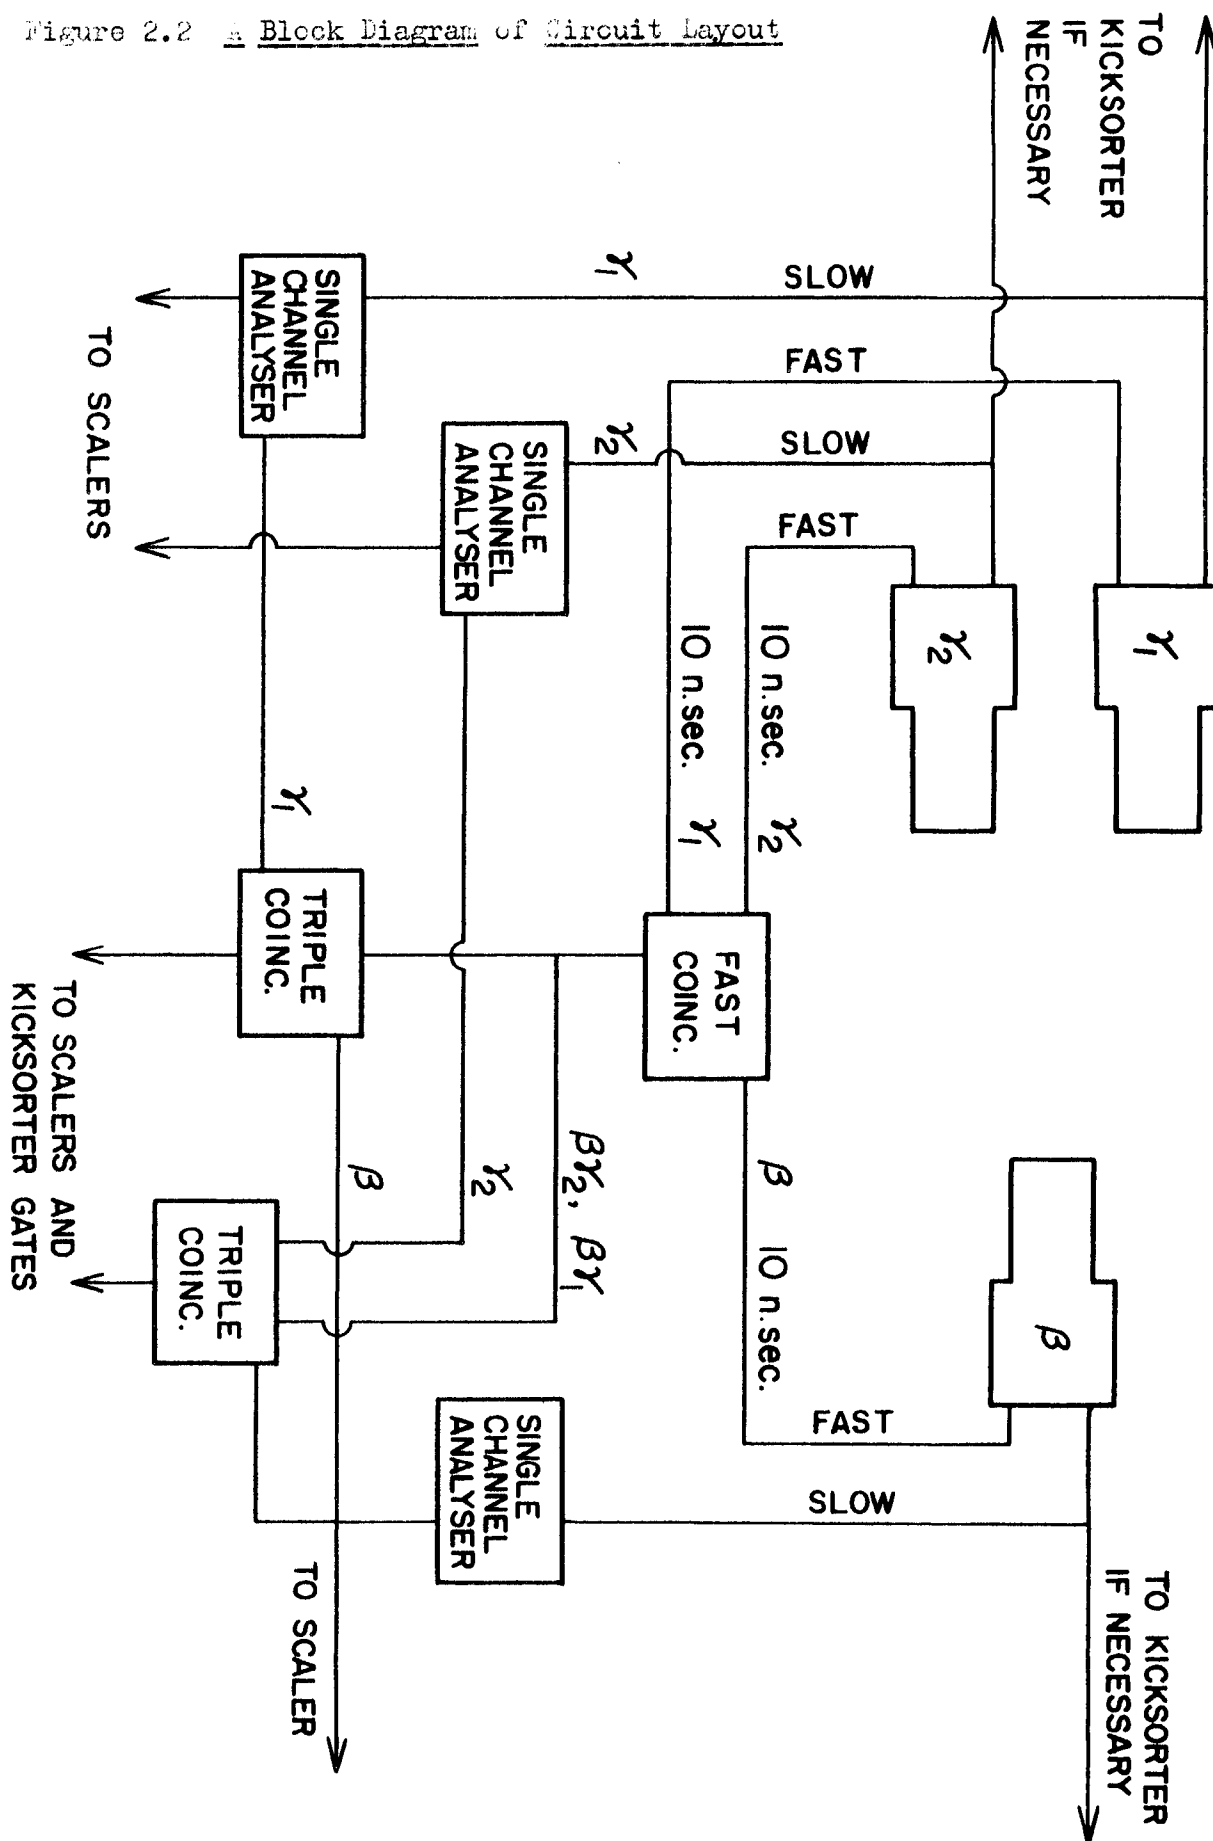 Figure 2.2 A Block Diagram of Circuit Layout
TO
KICKSORTER
IF
NECESSARY
γ1
γ2
β
TO KICKSORTER
IF NECESSARY
SLOW
FAST
SLOW
FAST
FAST
SLOW
γ1
γ2
10 n.sec. γ2
10 n.sec. γ1
β 10 n.sec.
FAST
COINC.
SINGLE
CHANNEL
ANALYSER
SINGLE
CHANNEL
ANALYSER
SINGLE
CHANNEL
ANALYSER
βγ2, βγ1
γ2
γ1
β
TRIPLE
COINC.
TRIPLE
COINC.
TO SCALER
TO SCALERS
TO SCALERS AND
KICKSORTER GATES